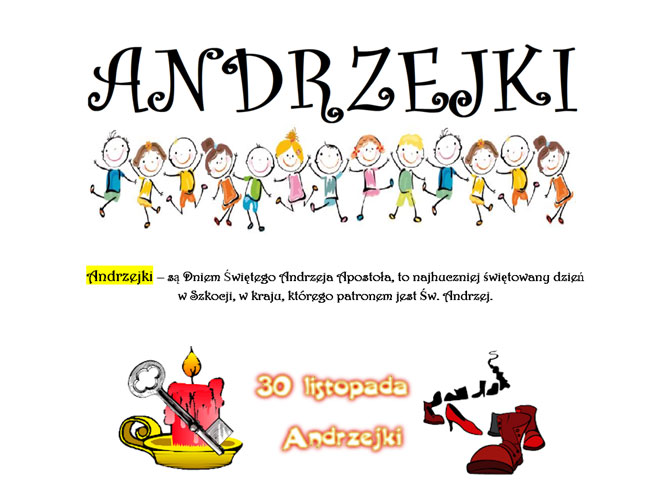 ANDRZEJKI
Andrzejki – są Dniem Świętego Andrzeja Apostoła, to najhuczniej świętowany dzień
w Szkocji, w kraju, którego patronem jest Św. Andrzej.
30 listopada
Andrzejki